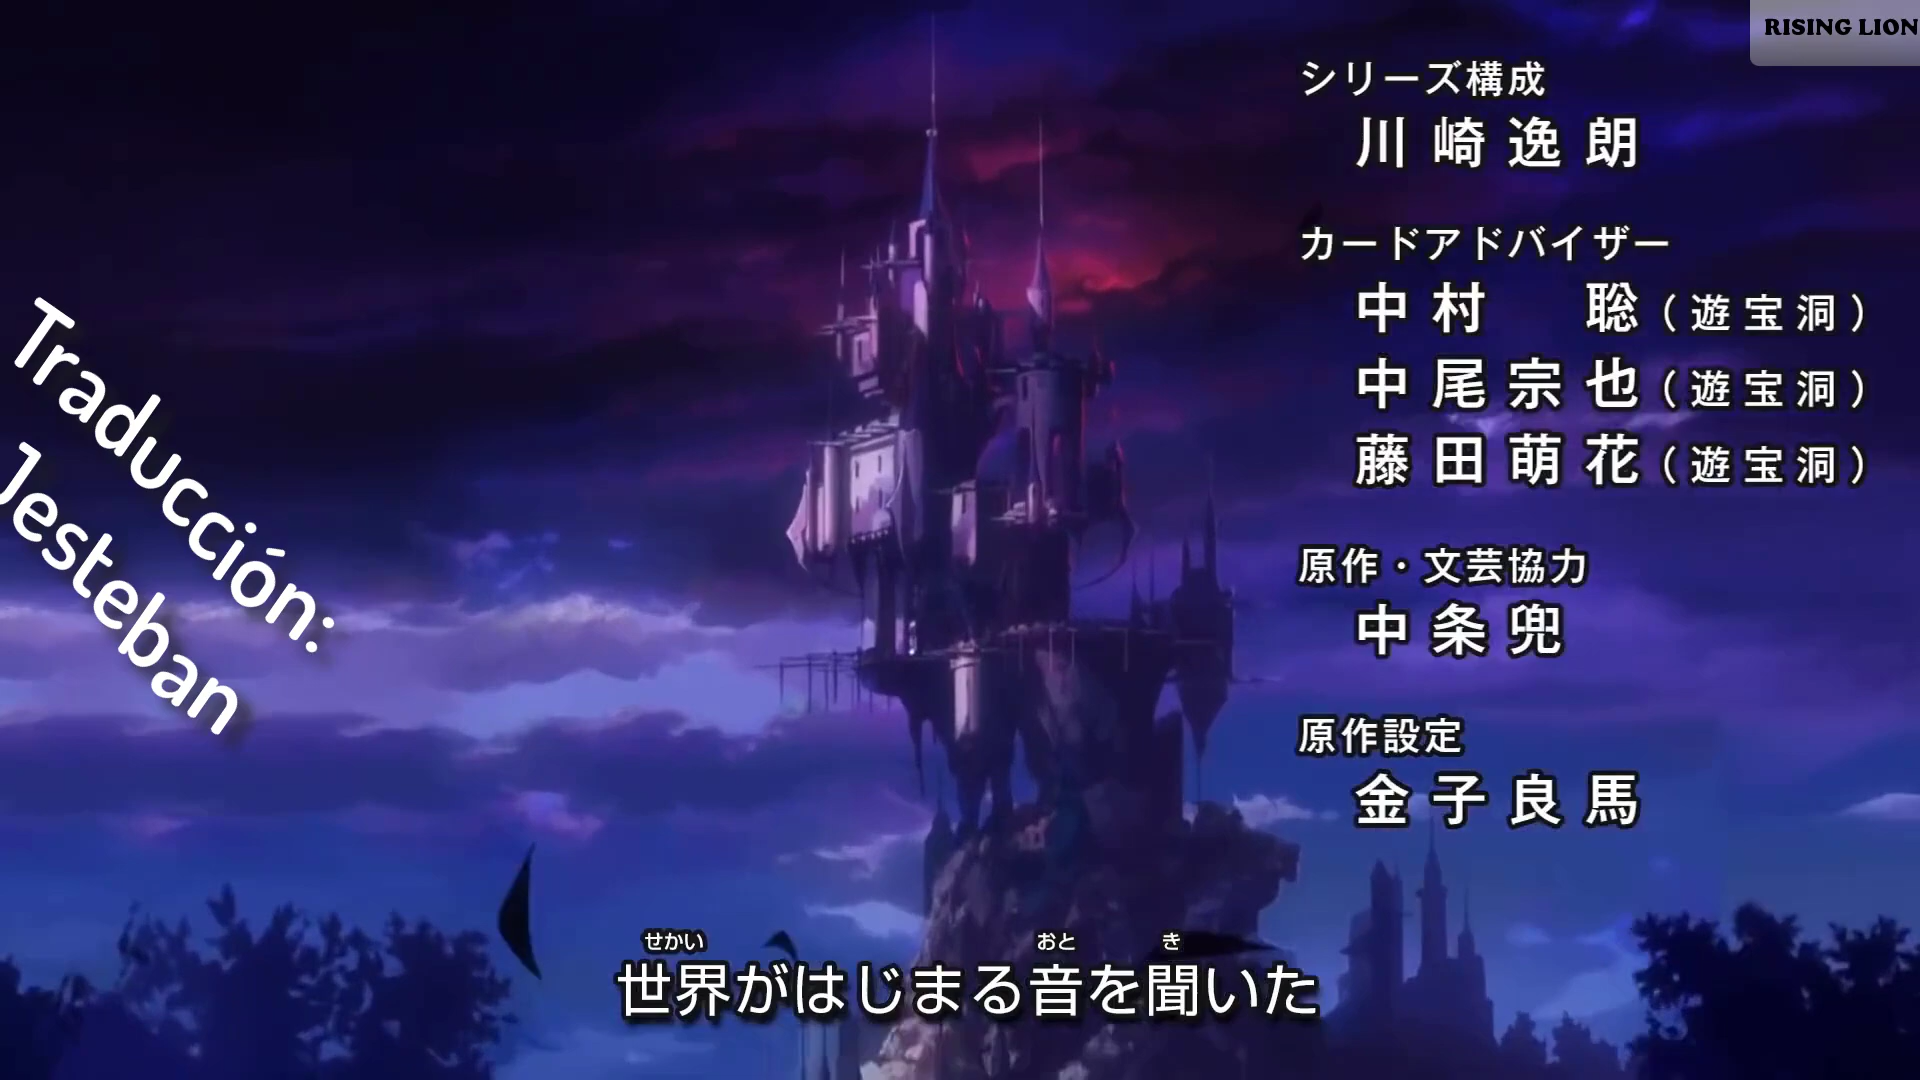 RISING LION
シリーズ構成
川崎逸朗
カードアドバイザー
中村 聡(遊宝洞)
中尾宗也(遊宝洞)
藤田萌花(遊宝洞)
原作・文芸協力
中条兜
原作設定
金子良馬
Traducción:
Jesteban
せかい おと き
世界がはじまる音を聞いた